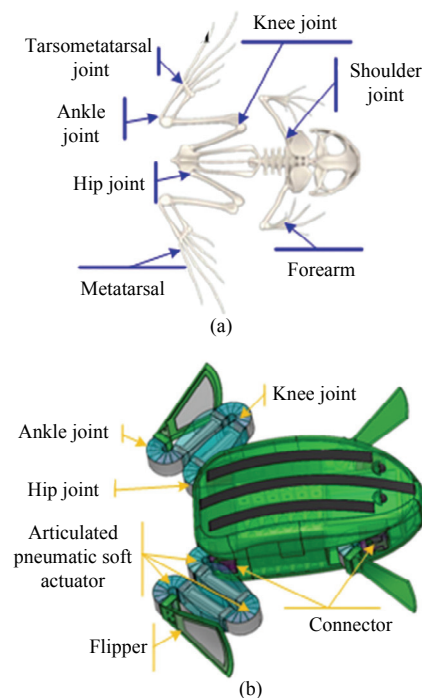 Tarsometatarsal
joint
Knee joint
Shoulder
joint
Ankle
joint
Hip joint
Metatarsal
Forearm
(a)
Knee joint
Ankle joint
Hip joint
Articulated
pneumatic soft
actuator
Flipper
Connector
(b)